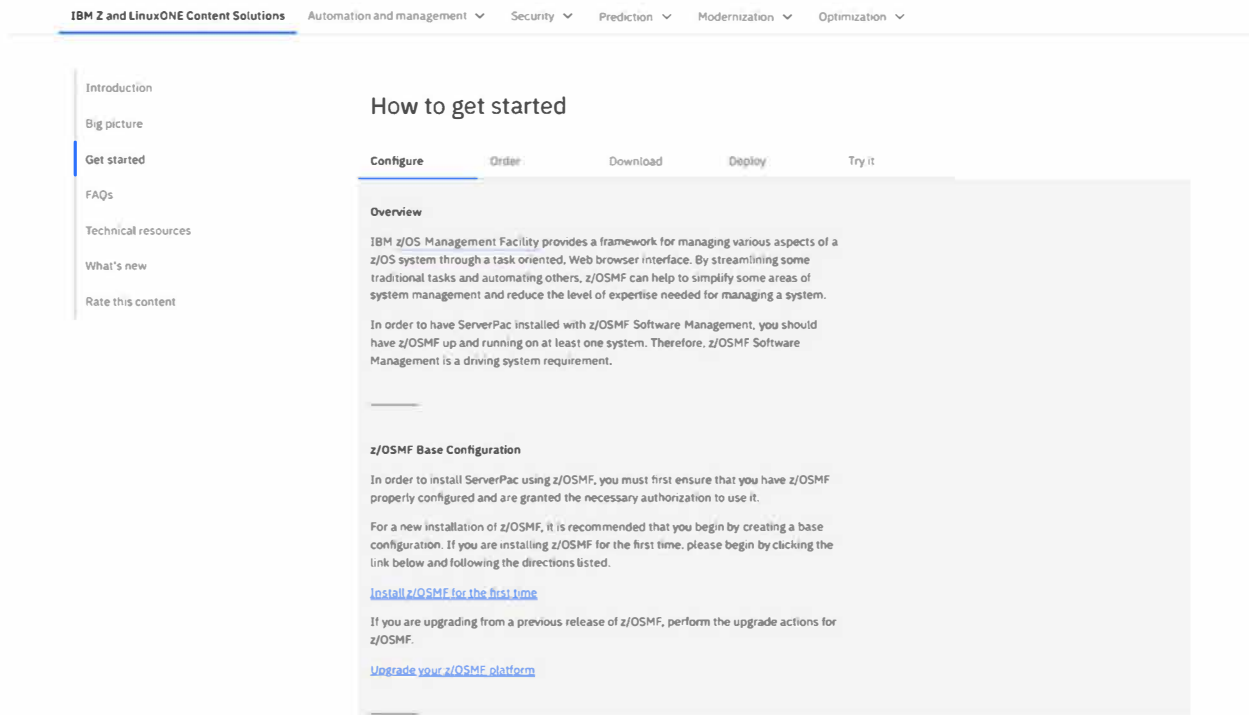 IBM Z and LinuxONE Content Solutions Automation and management Security Prediction Modernization Optimization
Introduction
Big picture
Get started
FAQs
Technical resources
What's new
Rate this content
How to get started
Configure Order Download Deploy Try it
Overview
IBM z/OS Management Facility provides a framework for managing various aspects of a
z/OS system through a task oriented, Web browser interface. By streamlining some
traditional tasks and automating others, z/OSMF can help to simplify some areas of
system management and reduce the level of expertise needed for managing a system.
In order to have ServerPac installed with z/OSMF Software Management, you should
have z/OSMF up and running on at least one system. Therefore, z/OSMF Software
Management is a driving system requirement.
z/OSMF Base Configuration
In order to install ServerPac using z/OSMF, you must first ensure that you have z/OSMF
properly configured and are granted the necessary authorization to use it.
For a new installation of z/OSMF, it is recommended that you begin by creating a base
configuration. If you are installing z/OSMF for the first time, please begin by clicking the
link below and following the directions listed.
Install z/OSMF for the first time
If you are upgrading from a previous release of z/OSMF, perform the upgrade actions for
z/OSMF.
Upgrade your z/OSMF platform